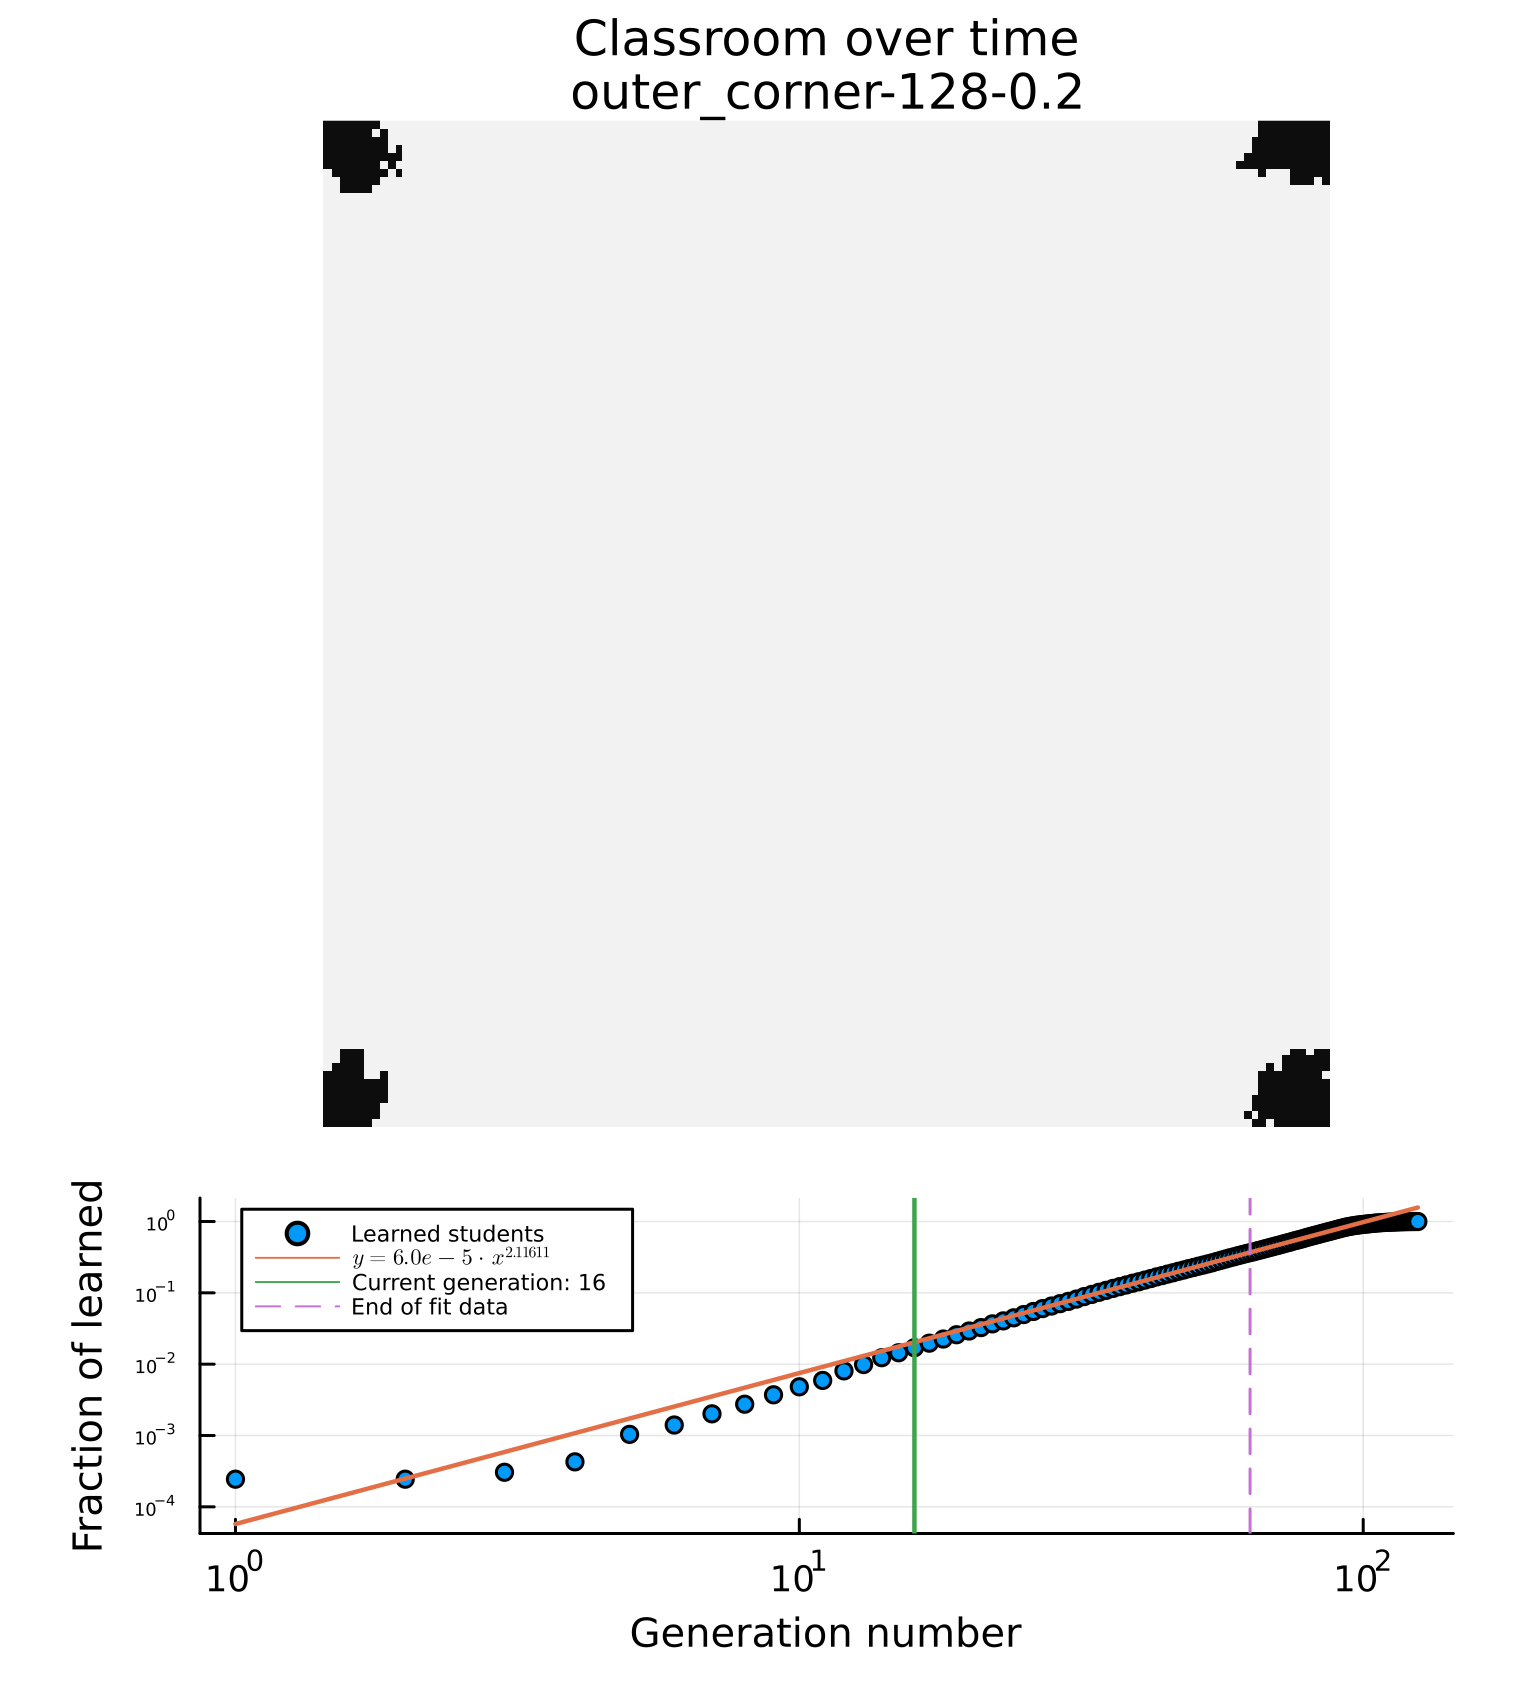 Classroom over time
outer_corner-128-0.2
Fraction of learned
10^0
10^-1
10^-2
10^-3
10^-4
Learned students
y = 6.0e − 5 · x^2.11611
Current generation: 16
End of fit data
10^0 10^1 10^2
Generation number